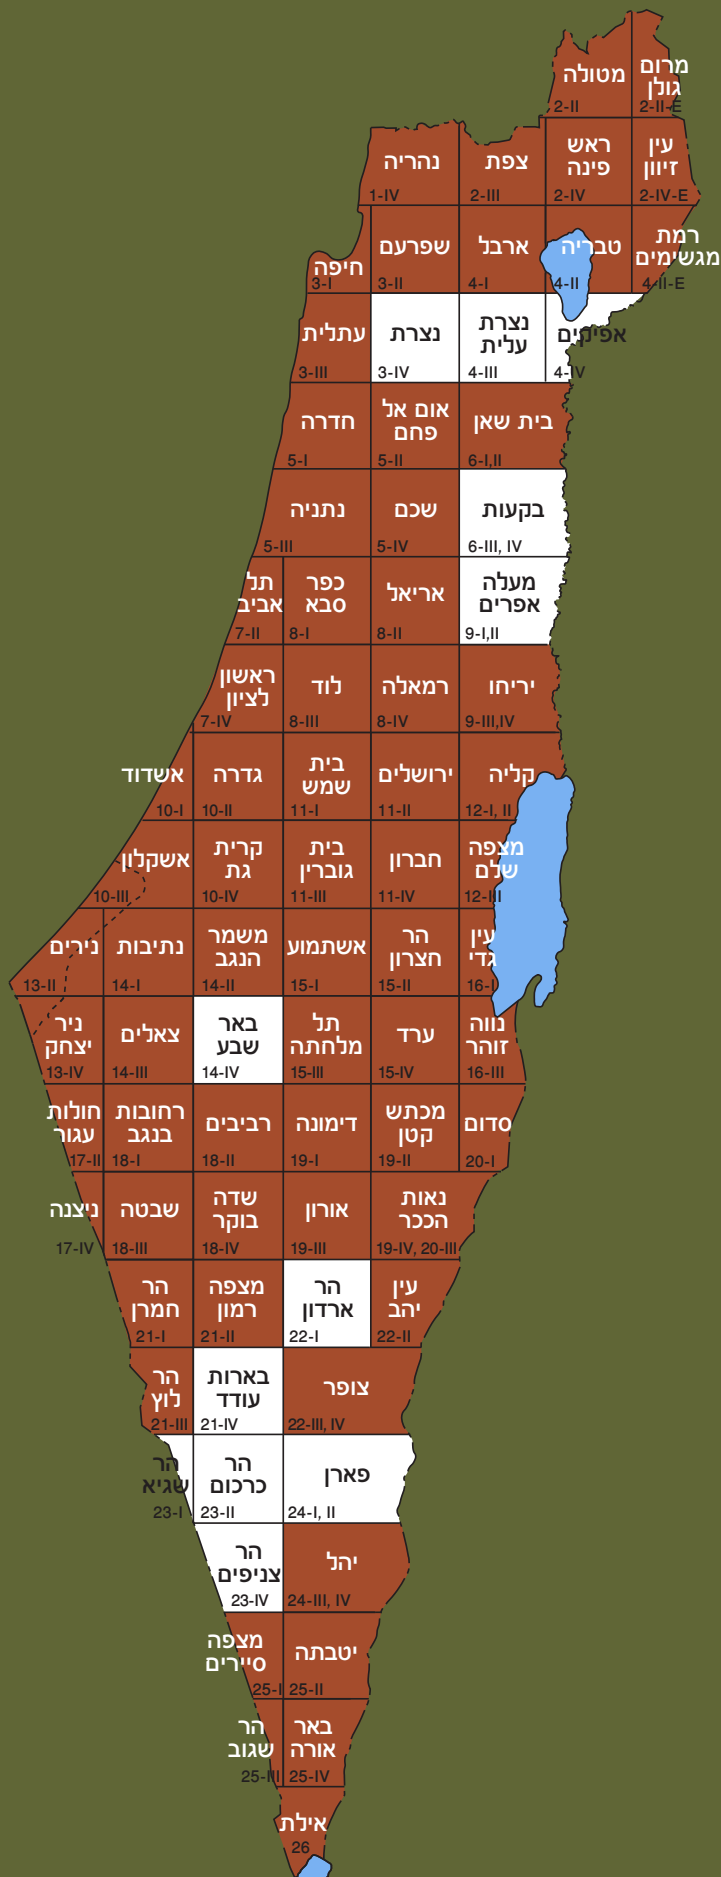 מטולה
2-II
מרום
גולן
2-II-E
נהריה
1-IV
צפת
2-III
ראש
פינה
2-IV
עין
זיוון
2-IV-E
חיפה
3-I
שפרעם
3-II
ארבל
4-I
טבריה
4-II
רמת
מגשימים
4-II-E
עתלית
3-III
נצרת
3-IV
נצרת
עלית
4-III
אפיקים
4-IV
חדרה
5-I
אום אל
פחם
5-II
בית שאן
6-I,II
נתניה
5-III
שכם
5-IV
בקעות
6-III, IV
תל
אביב
7-II
כפר
סבא
8-I
אריאל
8-II
מעלה
אפרים
9-I,II
ראשון
לציון
7-IV
לוד
8-III
רמאלה
8-IV
יריחו
9-III,IV
אשדוד
10-I
גדרה
10-II
בית
שמש
11-I
ירושלים
11-II
קליה
12-I, II
אשקלון
10-III
קרית
גת
10-IV
בית
גוברין
11-III
חברון
11-IV
מצפה
שלם
12-III
נירים
13-II
נתיבות
14-I
משמר
הנגב
14-II
אשתמוע
15-I
הר
חצרון
15-II
עין
גדי
16-I
ניר
יצחק
13-IV
צאלים
14-III
באר
שבע
14-IV
תל
מלחתה
15-III
ערד
15-IV
נווה
זוהר
16-III
חולות
עגור
17-II
רחובות
בנגב
18-I
רביבים
18-II
דימונה
19-I
מכתש
קטן
19-II
סדום
20-I
ניצנה
17-IV
שבטה
18-III
שדה
בוקר
18-IV
אורון
19-III
נאות
הככר
19-IV, 20-III
הר
חמרן
21-I
מצפה
רמון
21-II
הר
ארדון
22-I
עין
יהב
22-II
הר
לוץ
21-III
בארות
עודד
21-IV
צופר
22-III, IV
הר
שגיא
23-I
הר
כרכום
23-II
פארן
24-I, II
הר
צניפים
23-IV
יהל
24-III, IV
מצפה
סיירים
25-I
יטבתה
25-II
הר
שגוב
25-III
באר
אורה
25-IV
אילת
26